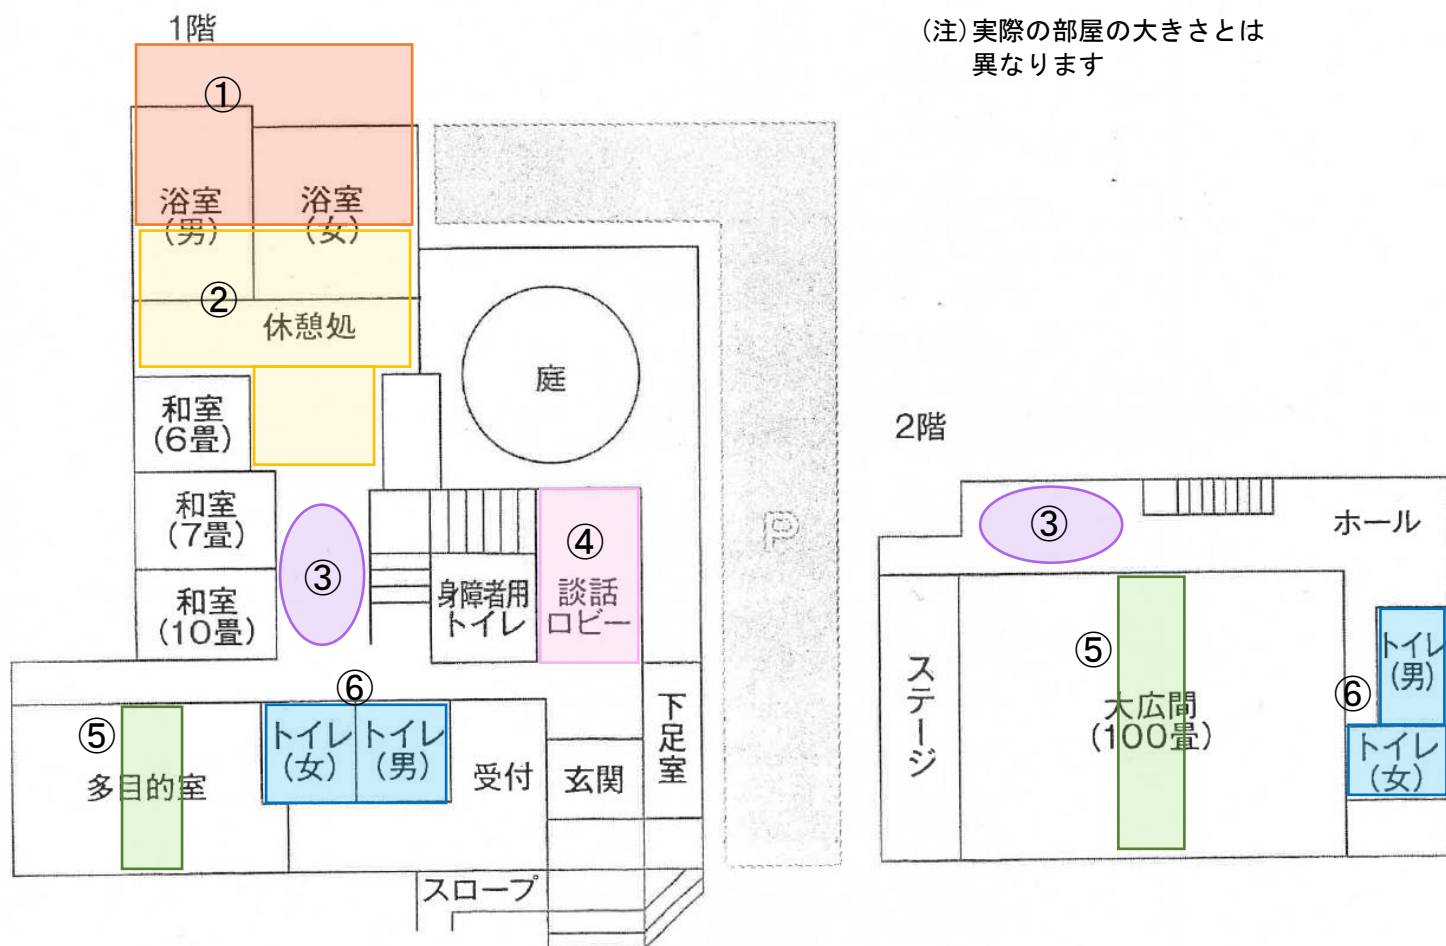 1階
(注)実際の部屋の大きさとは
異なります
①
浴室
(男)
浴室
(女)
②
休憩処
庭
和室
(6畳)
和室
(7畳)
和室
(10畳)
③
身障者用
トイレ
④
談話
ロビー
P
⑥
⑤
多目的室
トイレ
(女)
トイレ
(男)
受付
玄関
下足室
スロープ
2階
③
ホール
ステージ
⑤
大広間
(100畳)
⑥
トイレ
(男)
トイレ
(女)